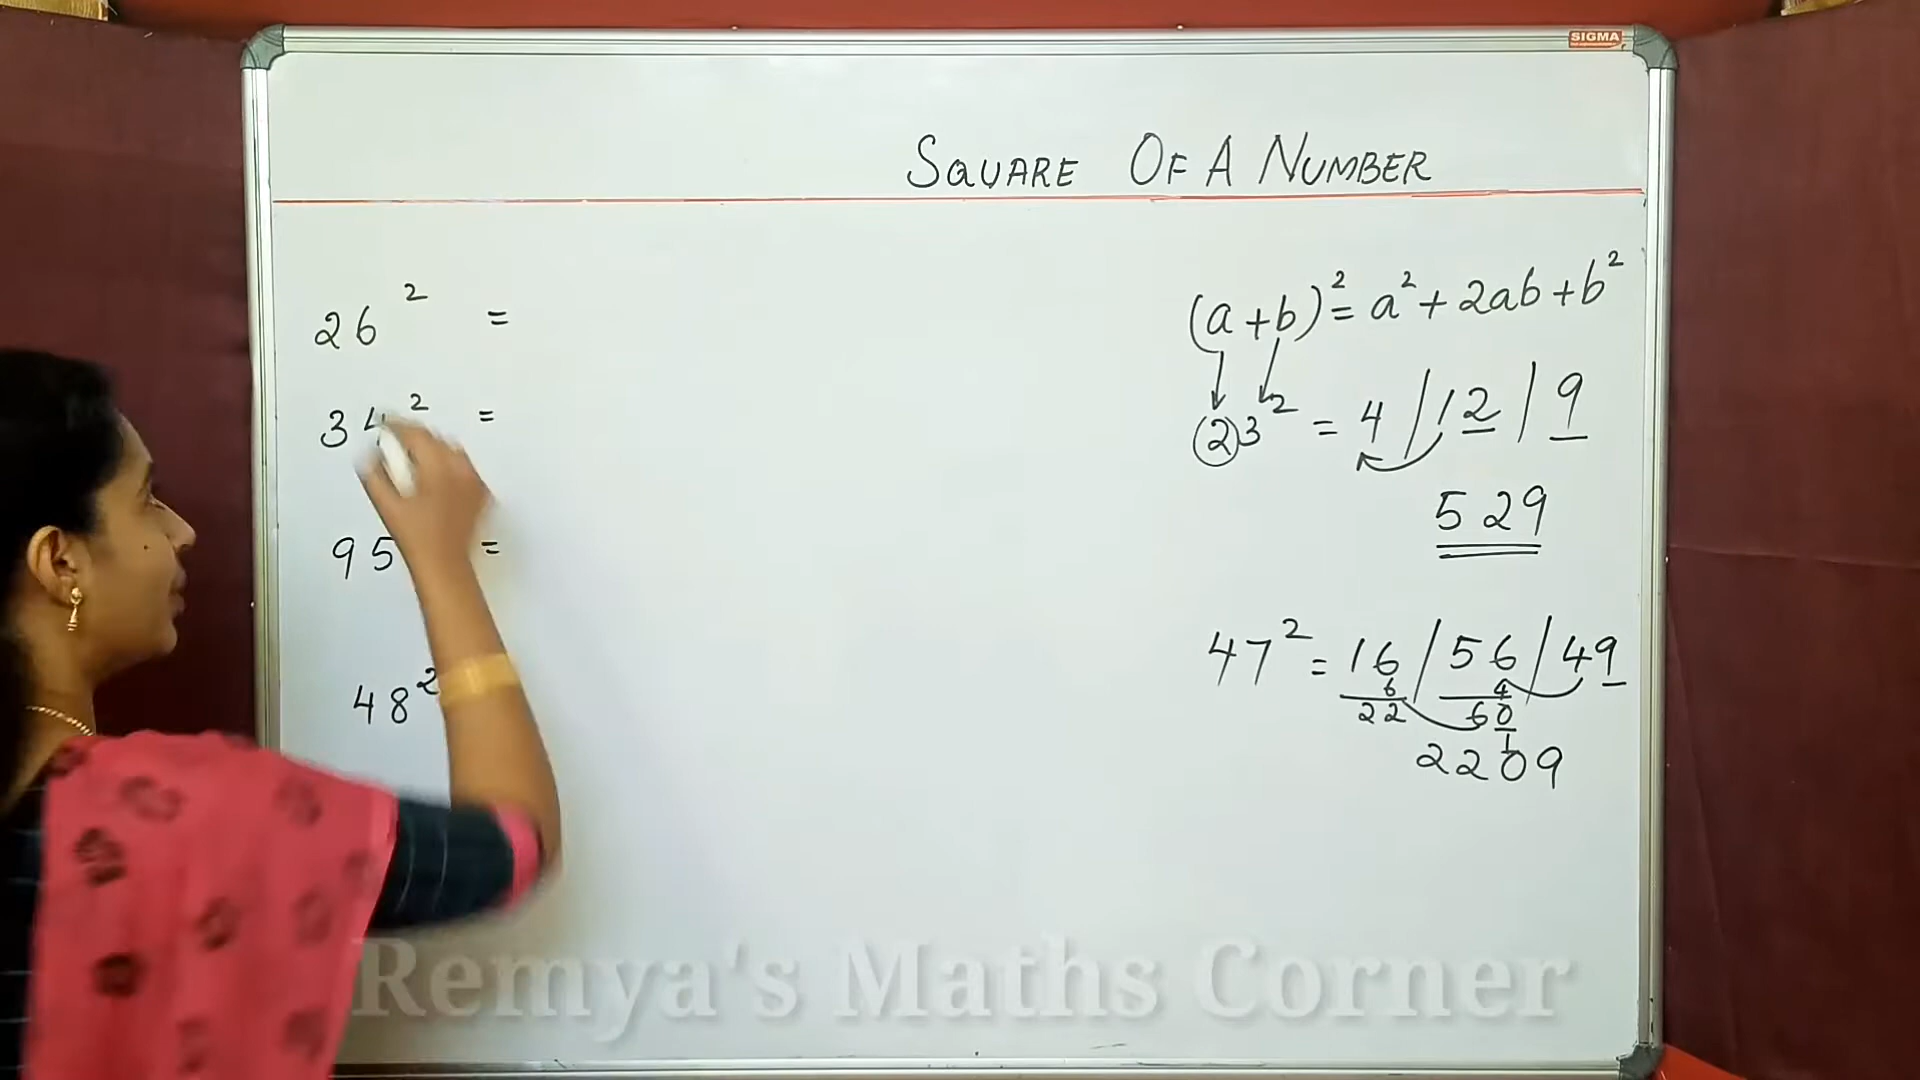 SIGMA
SQUARE OF A NUMBER
26² =
34² =
95 =
48²
(a+b)² = a² + 2ab + b²
23² = 4 / 12 / 9
529
47² = 16 / 56 / 49
6 4
22 60
1
2209
Remya's Maths Corner